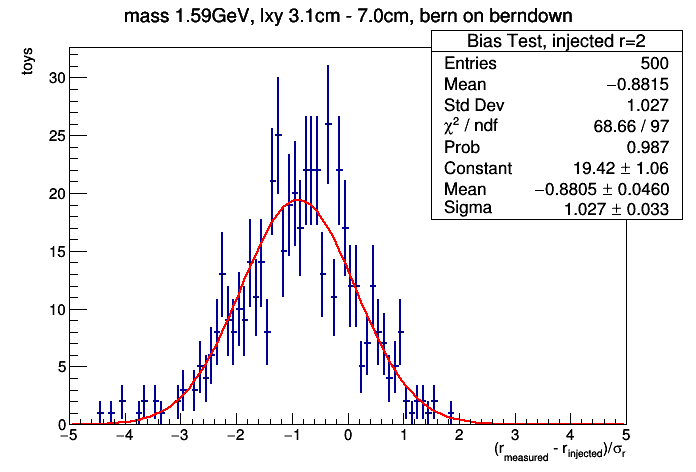 mass 1.59GeV, lxy 3.1cm - 7.0cm, bern on berndown
Bias Test, injected r=2
Entries 500
Mean −0.8815
Std Dev 1.027
χ² / ndf 68.66 / 97
Prob 0.987
Constant 19.42 ± 1.06
Mean −0.8805 ± 0.0460
Sigma 1.027 ± 0.033
toys
30
25
20
15
10
5
0
−5 −4 −3 −2 −1 0 1 2 3 4 5
(r_measured - r_injected)/σ_r